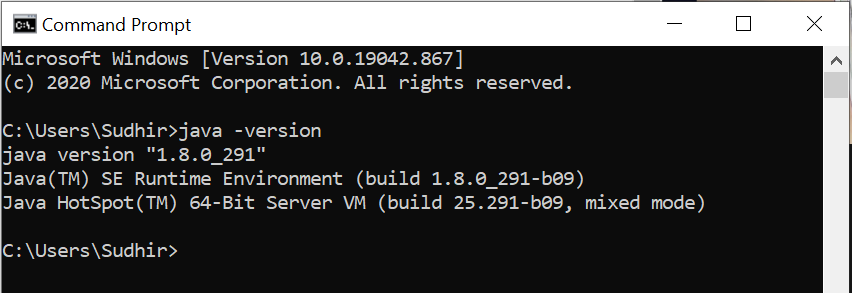 Command Prompt
Microsoft Windows [Version 10.0.19042.867]
(c) 2020 Microsoft Corporation. All rights reserved.
C:\Users\Sudhir>java -version
java version "1.8.0_291"
Java(TM) SE Runtime Environment (build 1.8.0_291-b09)
Java HotSpot(TM) 64-Bit Server VM (build 25.291-b09, mixed mode)
C:\Users\Sudhir>